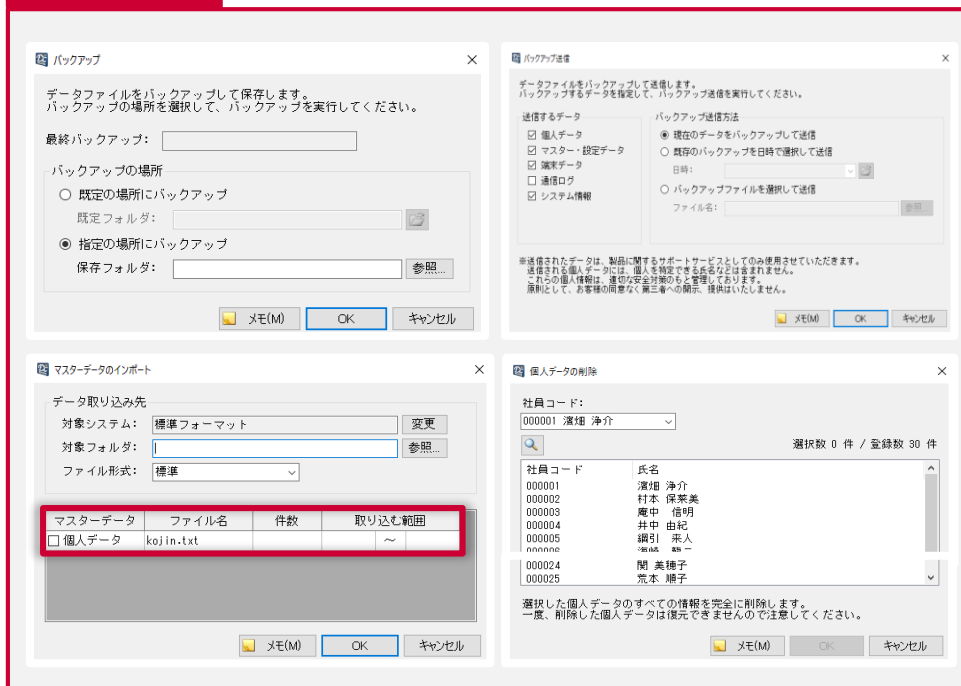 バックアップ
データファイルをバックアップして保存します。
バックアップの場所を選択して、バックアップを実行してください。
最終バックアップ：
バックアップの場所
既定の場所にバックアップ
既定フォルダ：
指定の場所にバックアップ
保存フォルダ：
参照...
メモ(M)
OK
キャンセル
バックアップ送信
データファイルをバックアップして送信します。
バックアップするデータを指定して、バックアップ送信を実行してください。
送信するデータ
個人データ
マスター・設定データ
端末データ
通信ログ
システム情報
バックアップ送信方法
現在のデータをバックアップして送信
既存のバックアップを日時で選択して送信
日時：
バックアップファイルを選択して送信
ファイル名：
参照...
※送信されたデータは、製品に関するサポートサービスとしてのみ使用させていただきます。
送信される個人データには、個人を特定できる氏名などは含まれません。
これらの個人情報は、適切な安全対策のもと管理しております。
原則として、お客様の同意なく第三者への開示、提供はいたしません。
メモ(M)
OK
キャンセル
マスターデータのインポート
データ取り込み先
対象システム：
標準フォーマット
変更
対象フォルダ：
参照...
ファイル形式：
標準
マスターデータ ファイル名 件数 取り込む範囲
個人データ kojin.txt ～
メモ(M)
OK
キャンセル
個人データの削除
社員コード：
000001 濱畑 浄介
選択数 0 件 / 登録数 30 件
社員コード 氏名
000001 濱畑 浄介
000002 村本 保菜美
000003 庵中 信明
000004 井中 由紀
000005 綱引 来人
000024 関 美穂子
000025 荒本 順子
選択した個人データのすべての情報を完全に削除します。
一度、削除した個人データは復元できませんので注意してください。
メモ(M)
OK
キャンセル